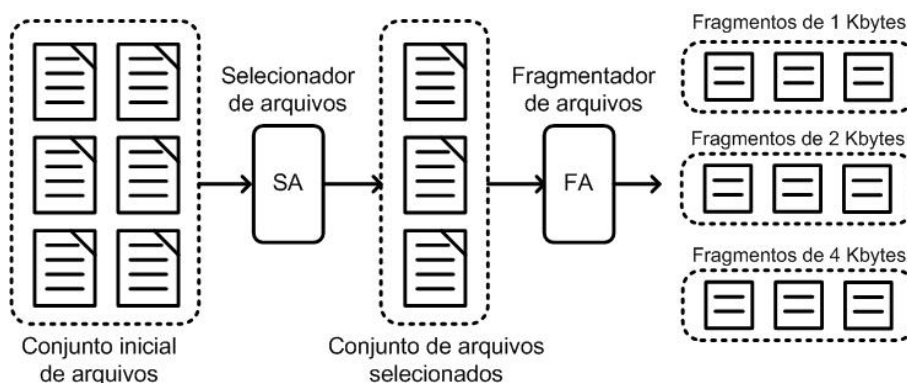 Conjunto inicial
de arquivos
Selecionador
de arquivos
SA
Conjunto de arquivos
selecionados
Fragmentador
de arquivos
FA
Fragmentos de 1 Kbytes
Fragmentos de 2 Kbytes
Fragmentos de 4 Kbytes